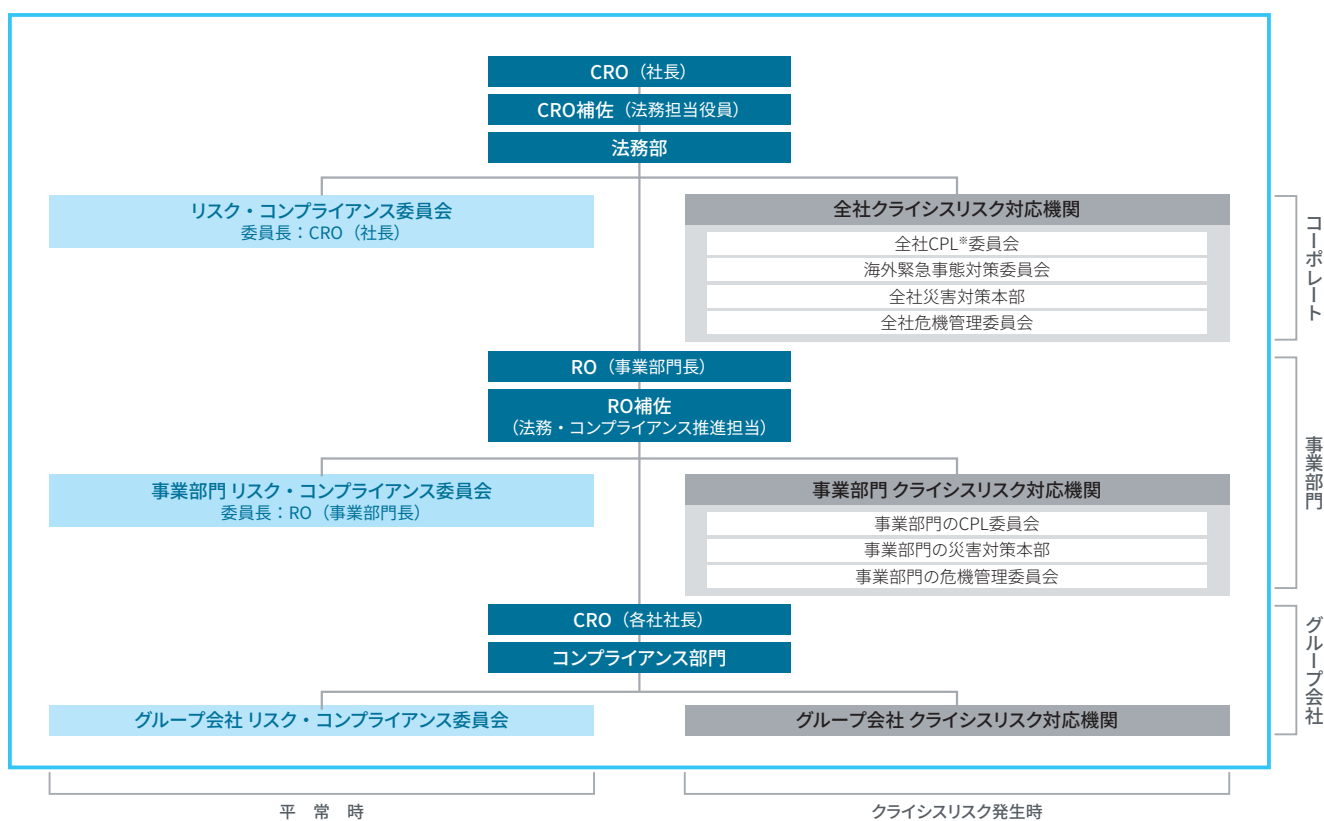 CRO（社長）
CRO補佐（法務担当役員）
法務部
リスク・コンプライアンス委員会
委員長：CRO（社長）
全社クライシスリスク対応機関
全社CPL※委員会
海外緊急事態対策委員会
全社災害対策本部
全社危機管理委員会
コーポレート
RO（事業部門長）
RO補佐
（法務・コンプライアンス推進担当）
事業部門 リスク・コンプライアンス委員会
委員長：RO（事業部門長）
事業部門 クライシスリスク対応機関
事業部門のCPL委員会
事業部門の災害対策本部
事業部門の危機管理委員会
事業部門
CRO（各社社長）
コンプライアンス部門
グループ会社 リスク・コンプライアンス委員会
グループ会社 クライシスリスク対応機関
グループ会社
平 常 時
クライシスリスク発生時